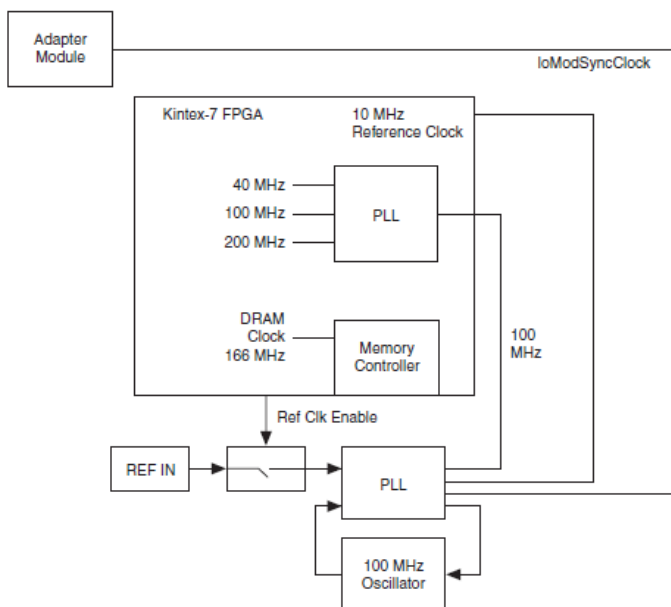 Adapter
Module
IoModSyncClock
Kintex-7 FPGA
10 MHz
Reference Clock
40 MHz
100 MHz
200 MHz
PLL
DRAM
Clock
166 MHz
Memory
Controller
100
MHz
Ref Clk Enable
REF IN
PLL
100 MHz
Oscillator